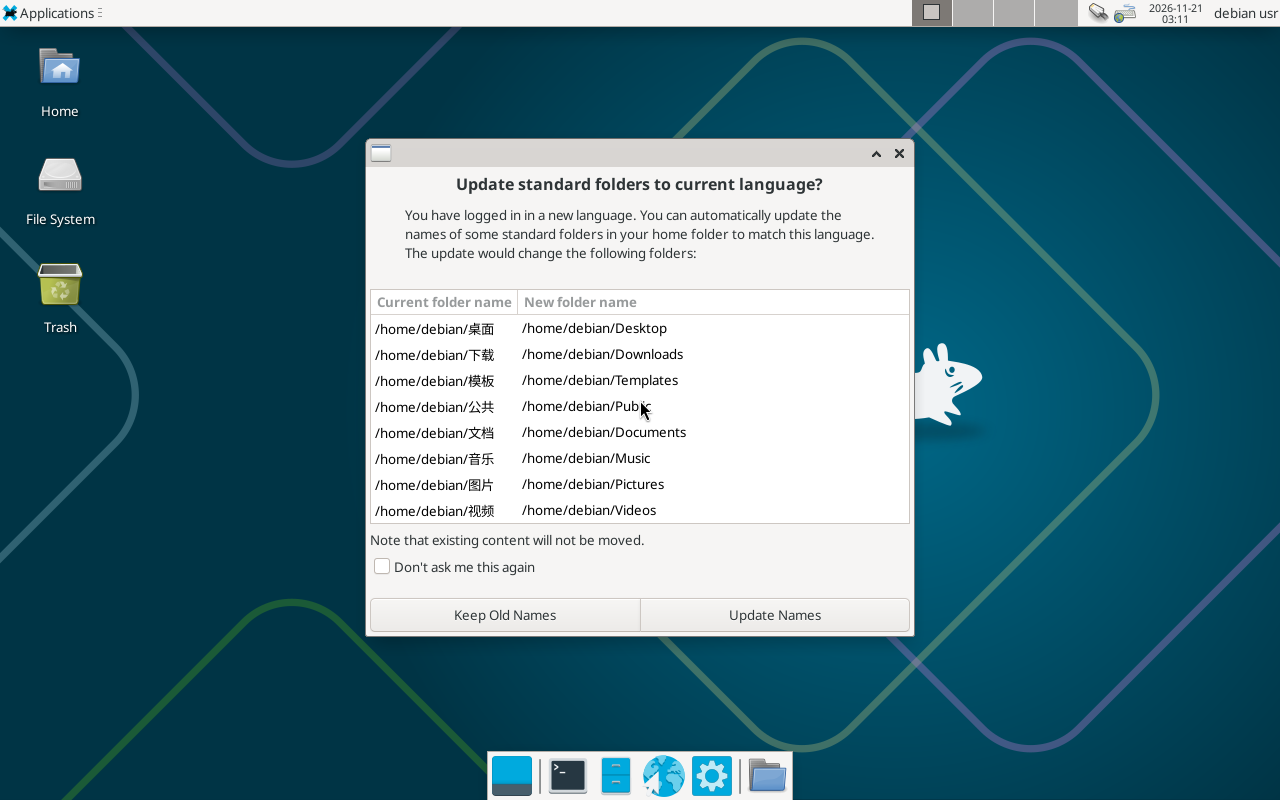 Applications
2026-11-21
03:11
debian usr
Home
File System
Trash
Update standard folders to current language?
You have logged in in a new language. You can automatically update the
names of some standard folders in your home folder to match this language.
The update would change the following folders:
Current folder name New folder name
/home/debian/桌面 /home/debian/Desktop
/home/debian/下载 /home/debian/Downloads
/home/debian/模板 /home/debian/Templates
/home/debian/公共 /home/debian/Public
/home/debian/文档 /home/debian/Documents
/home/debian/音乐 /home/debian/Music
/home/debian/图片 /home/debian/Pictures
/home/debian/视频 /home/debian/Videos
Note that existing content will not be moved.
Don't ask me this again
Keep Old Names Update Names